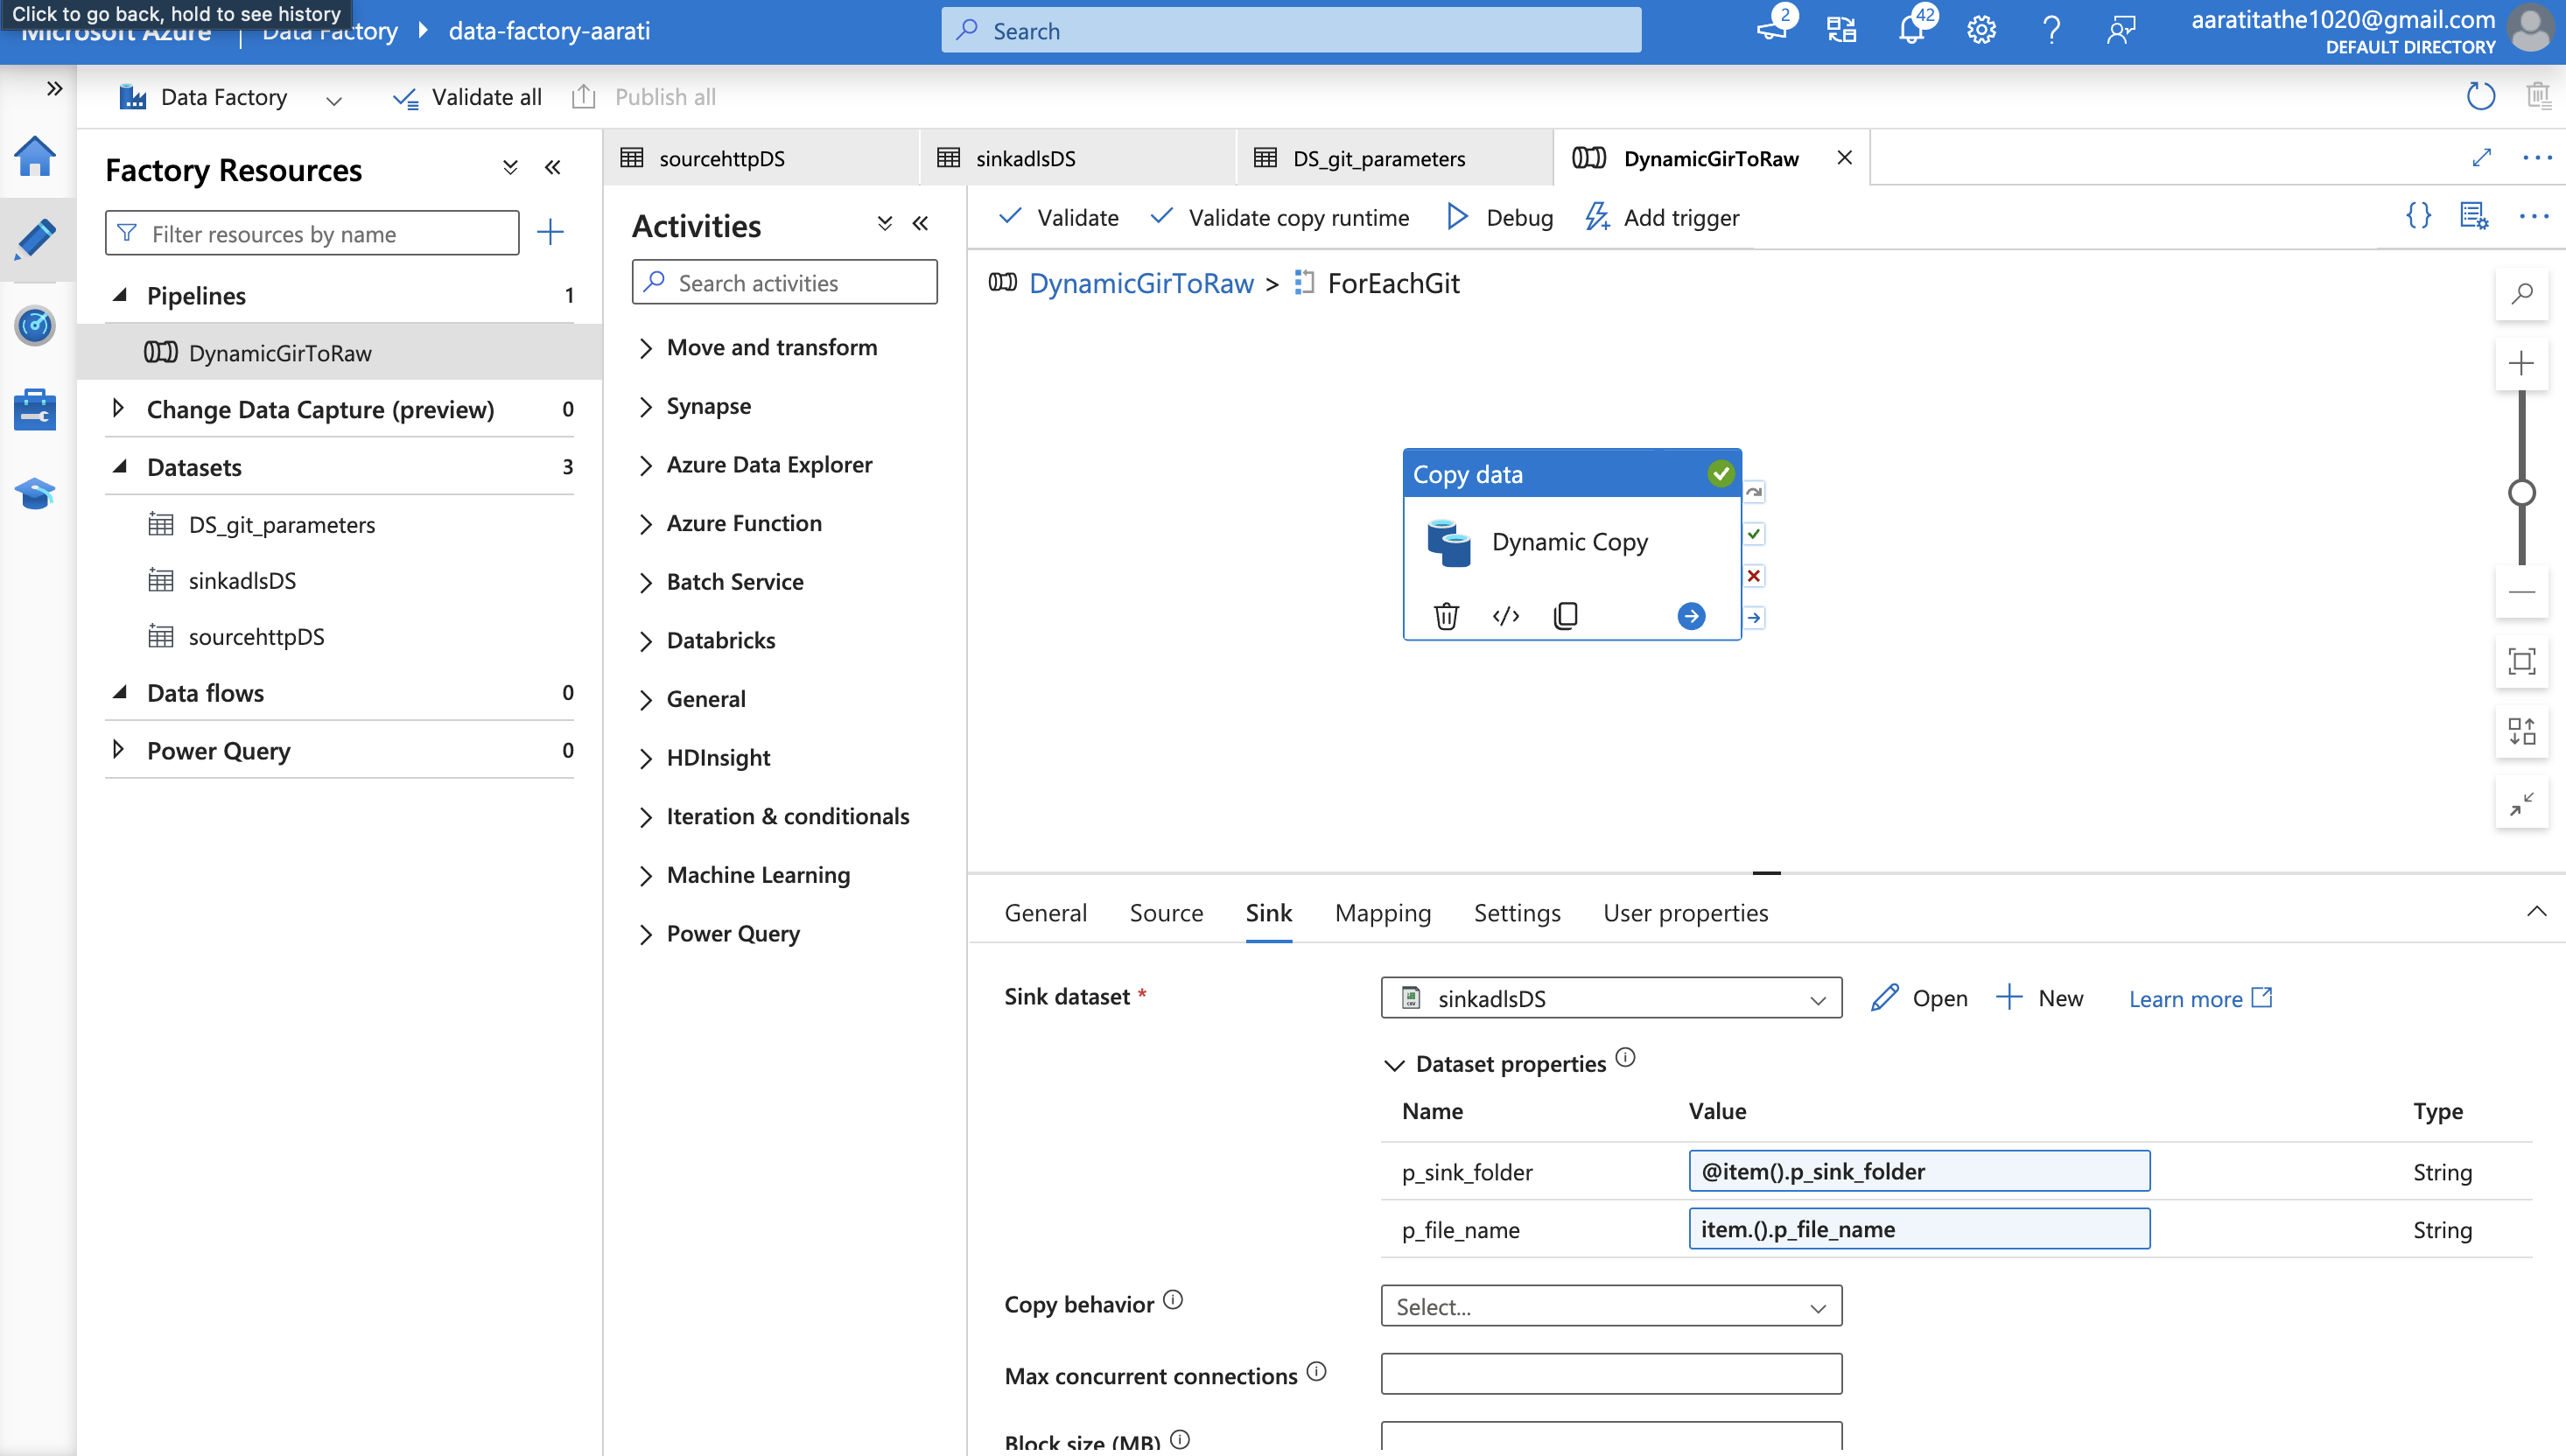 Click to go back, hold to see history
Microsoft Azure
Data Factory
data-factory-aarati
Search
2
42
aaratitathe1020@gmail.com
DEFAULT DIRECTORY
Data Factory
Validate all
Publish all
Factory Resources
Filter resources by name
Pipelines 1
DynamicGirToRaw
Change Data Capture (preview) 0
Datasets 3
DS_git_parameters
sinkadlsDS
sourcehttpDS
Data flows 0
Power Query 0
sourcehttpDS
sinkadlsDS
DS_git_parameters
DynamicGirToRaw
Activities
Search activities
Move and transform
Synapse
Azure Data Explorer
Azure Function
Batch Service
Databricks
General
HDInsight
Iteration & conditionals
Machine Learning
Power Query
Validate
Validate copy runtime
Debug
Add trigger
DynamicGirToRaw > ForEachGit
Copy data
Dynamic Copy
General
Source
Sink
Mapping
Settings
User properties
Sink dataset *
sinkadlsDS
Open
New
Learn more
Dataset properties
Name Value Type
p_sink_folder @item().p_sink_folder String
p_file_name item.().p_file_name String
Copy behavior
Select...
Max concurrent connections
Block size (MB)